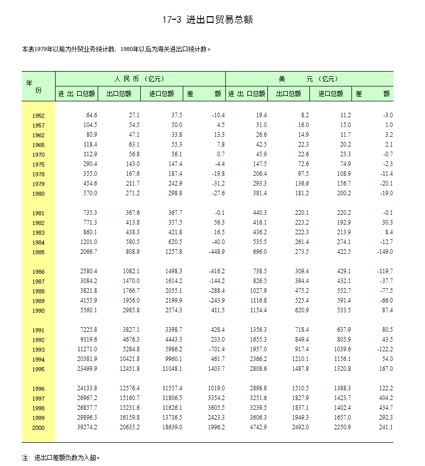 17-3 进出口贸易总额
本表1979年以前为外贸业务统计数，1980年以后为海关进出口统计数。
年份 人民币（亿元） 美元（亿元）
进出口总额 出口总额 进口总额 差额 进出口总额 出口总额 进口总额 差额
1952 64.6 27.1 37.5 -10.4 19.4 8.2 11.2 -3.0
1957 104.5 54.5 50.0 4.5 31.0 16.0 15.0 1.0
1962 80.9 47.1 33.8 13.3 26.6 14.9 11.7 3.2
1965 118.4 63.1 55.3 7.8 42.5 22.3 20.2 2.1
1970 112.9 56.8 56.1 0.7 45.9 22.6 23.3 -0.7
1975 290.4 143.0 147.4 -4.4 147.5 72.6 74.9 -2.3
1978 355.0 167.6 187.4 -19.8 206.4 97.5 108.9 -11.4
1979 454.6 211.7 242.9 -31.2 293.3 136.6 156.7 -20.1
1980 570.0 271.2 298.8 -27.6 381.4 181.2 200.2 -19.0
1981 735.3 367.6 367.7 -0.1 440.3 220.1 220.2 -0.1
1982 771.3 413.8 357.5 56.3 416.1 223.2 192.9 30.3
1983 860.1 438.3 421.8 16.5 436.2 222.3 213.9 8.4
1984 1201.0 580.5 620.5 -40.0 535.5 261.4 274.1 -12.7
1985 2066.7 808.9 1257.8 -448.9 696.0 273.5 422.5 -149.0
1986 2580.4 1082.1 1498.3 -416.2 738.5 309.4 429.1 -119.7
1987 3084.2 1470.0 1614.2 -144.2 826.5 394.4 432.1 -37.7
1988 3821.8 1766.7 2055.1 -288.4 1027.9 475.2 552.7 -77.5
1989 4155.9 1956.0 2199.9 -243.9 1116.8 525.4 591.4 -66.0
1990 5560.1 2985.8 2574.3 411.5 1154.4 620.9 533.5 87.4
1991 7225.8 3827.1 3398.7 428.4 1356.3 718.4 637.9 80.5
1992 9119.6 4676.3 4443.3 233.0 1655.3 849.4 805.9 43.5
1993 11271.0 5284.8 5986.2 -701.4 1957.0 917.4 1039.6 -122.2
1994 20381.9 10421.8 9960.1 461.7 2366.2 1210.1 1156.1 54.0
1995 23499.9 12451.8 11048.1 1403.7 2808.6 1487.8 1320.8 167.0
1996 24133.8 12576.4 11557.4 1019.0 2898.8 1510.5 1388.3 122.2
1997 26967.2 15160.7 11806.5 3354.2 3251.6 1827.9 1423.7 404.2
1998 26857.7 15231.6 11626.1 3605.5 3239.5 1837.1 1402.4 434.7
1999 29896.3 16159.8 13736.5 2423.3 3606.3 1949.3 1657.0 292.3
2000 39274.2 20635.2 18639.0 1996.2 4742.9 2492.0 2250.9 241.1
注：进出口差额负数为入超。